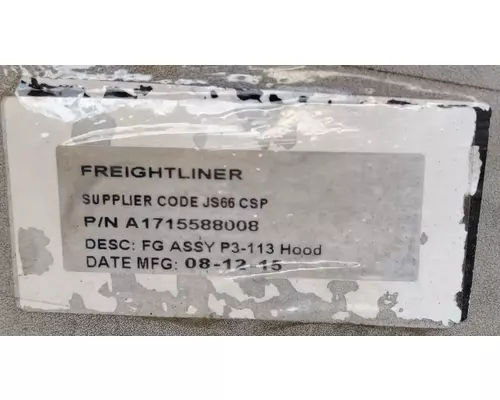 FREIGHTLINER
SUPPLIER CODE JS66 CSP
P/N A1715588008
DESC: FG ASSY P3-113 Hood
DATE MFG: 08-12-15